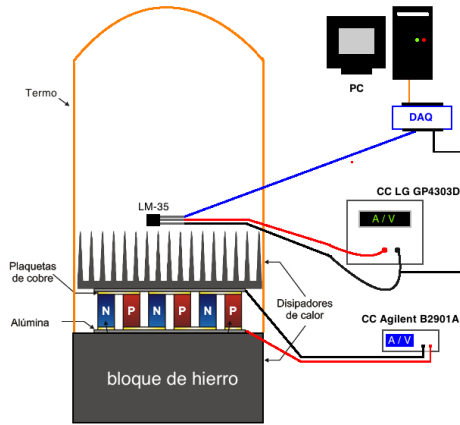 PC
Termo
DAQ
CC LG GP4303D
A / V
LM-35
Plaquetas
de cobre
N P N P N P
Alúmina
Disipadores
de calor
CC Agilent B2901A
A / V
bloque de hierro